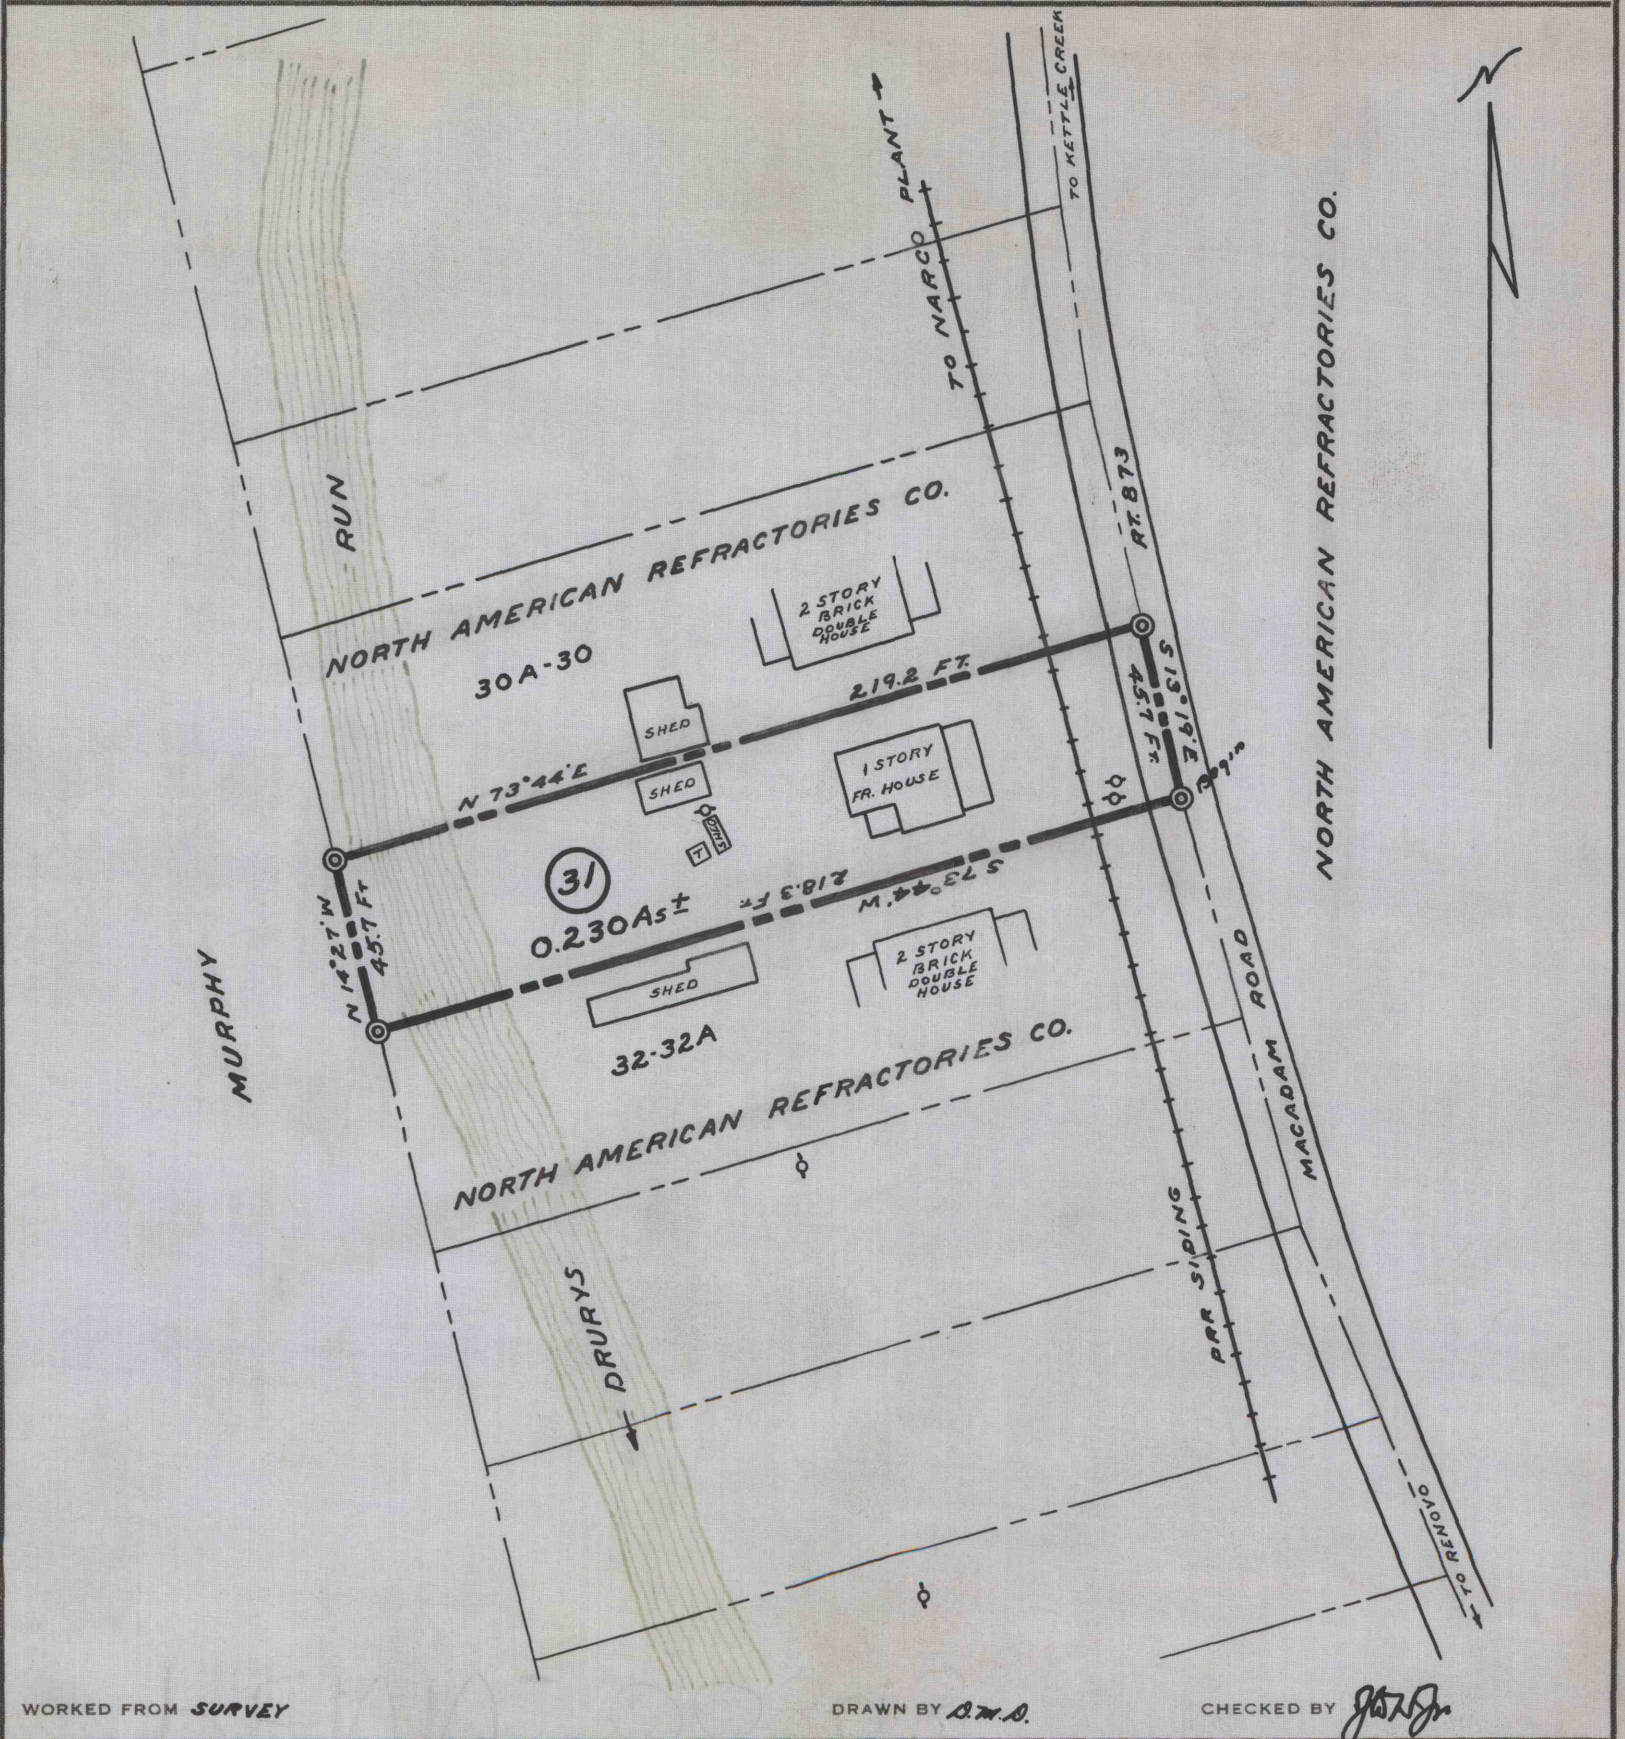 N
TO KETTLE CREEK
TO NARCO PLANT
NORTH AMERICAN REFRACTORIES CO.
RT. 873
RUN
NORTH AMERICAN REFRACTORIES CO.
30A-30
2 STORY
BRICK
DOUBLE
HOUSE
SHED
219.2 FT.
N 73°44'E
S 13°19'E
45.7 FT.
Begin
SHED
1 STORY
FR. HOUSE
T
31
0.230 As±
218.3 FT.
S 73°44'W
N 14°27'W
45.7 FT
SHED
2 STORY
BRICK
DOUBLE
HOUSE
32-32A
MURPHY
NORTH AMERICAN REFRACTORIES CO.
MACADAM ROAD
DRURYS
PRR SIDING
TO RENOVO
WORKED FROM SURVEY
DRAWN BY D.M.D.
CHECKED BY